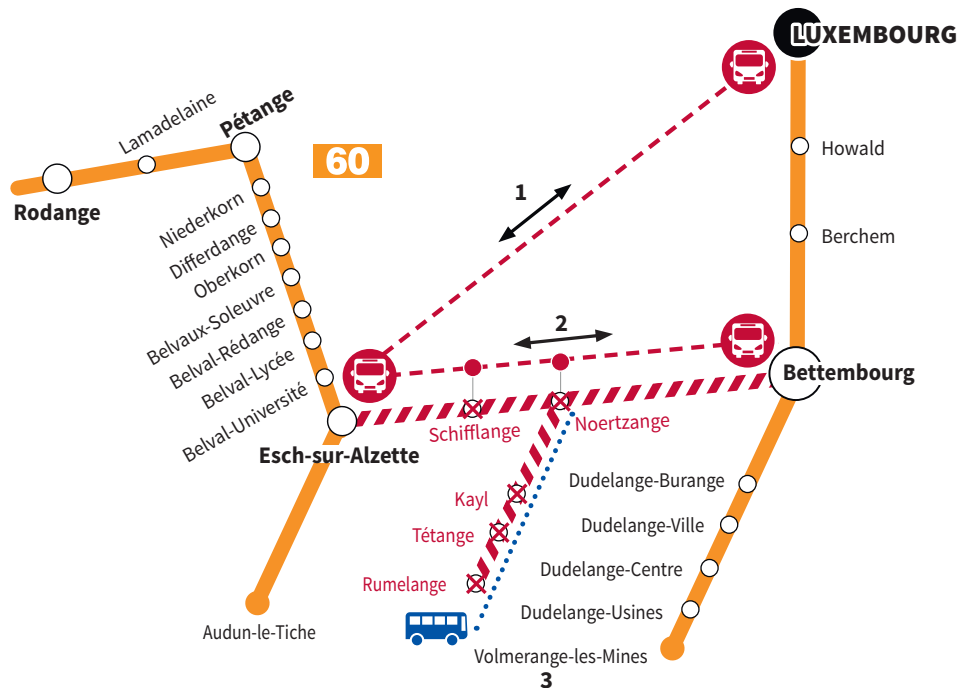 LUXEMBOURG
Lamadelaine
Pétange
60
Howald
1
Rodange
Niederkorn
Differdange
Berchem
Oberkorn
Belvaux-Soleuvre
2
Belval-Rédange
Belval-Lycée
Bettembourg
Belval-Université
Schifflange
Noertzange
Esch-sur-Alzette
Dudelange-Burange
Kayl
Dudelange-Ville
Tétange
Dudelange-Centre
Rumelange
Dudelange-Usines
Audun-le-Tiche
Volmerange-les-Mines
3